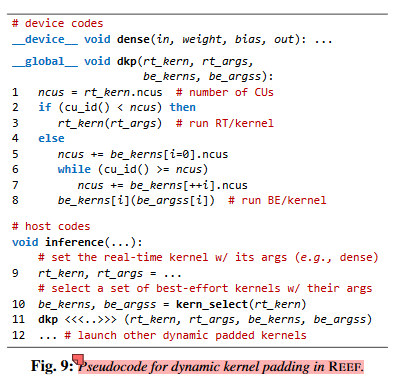 # device codes
__device__ void dense(in, weight, bias, out): ...
__global__ void dkp(rt_kern, rt_args,
be_kerns, be_argss):
1 ncus = rt_kern.ncus # number of CUs
2 if (cu_id() < ncus) then
3 rt_kern(rt_args) # run RT/kernel
4 else
5 ncus += be_kerns[i=0].ncus
6 while (cu_id() >= ncus)
7 ncus += be_kerns[++i].ncus
8 be_kerns[i](be_argss[i]) # run BE/kernel
# host codes
void inference(...):
# set the real-time kernel w/ its args (e.g., dense)
9 rt_kern, rt_args = ...
# select a set of best-effort kernels w/ their args
10 be_kerns, be_argss = kern_select(rt_kern)
11 dkp <<<..>>> (rt_kern, rt_args, be_kerns, be_argss)
12 ... # launch other dynamic padded kernels
Fig. 9: Pseudocode for dynamic kernel padding in REEF.